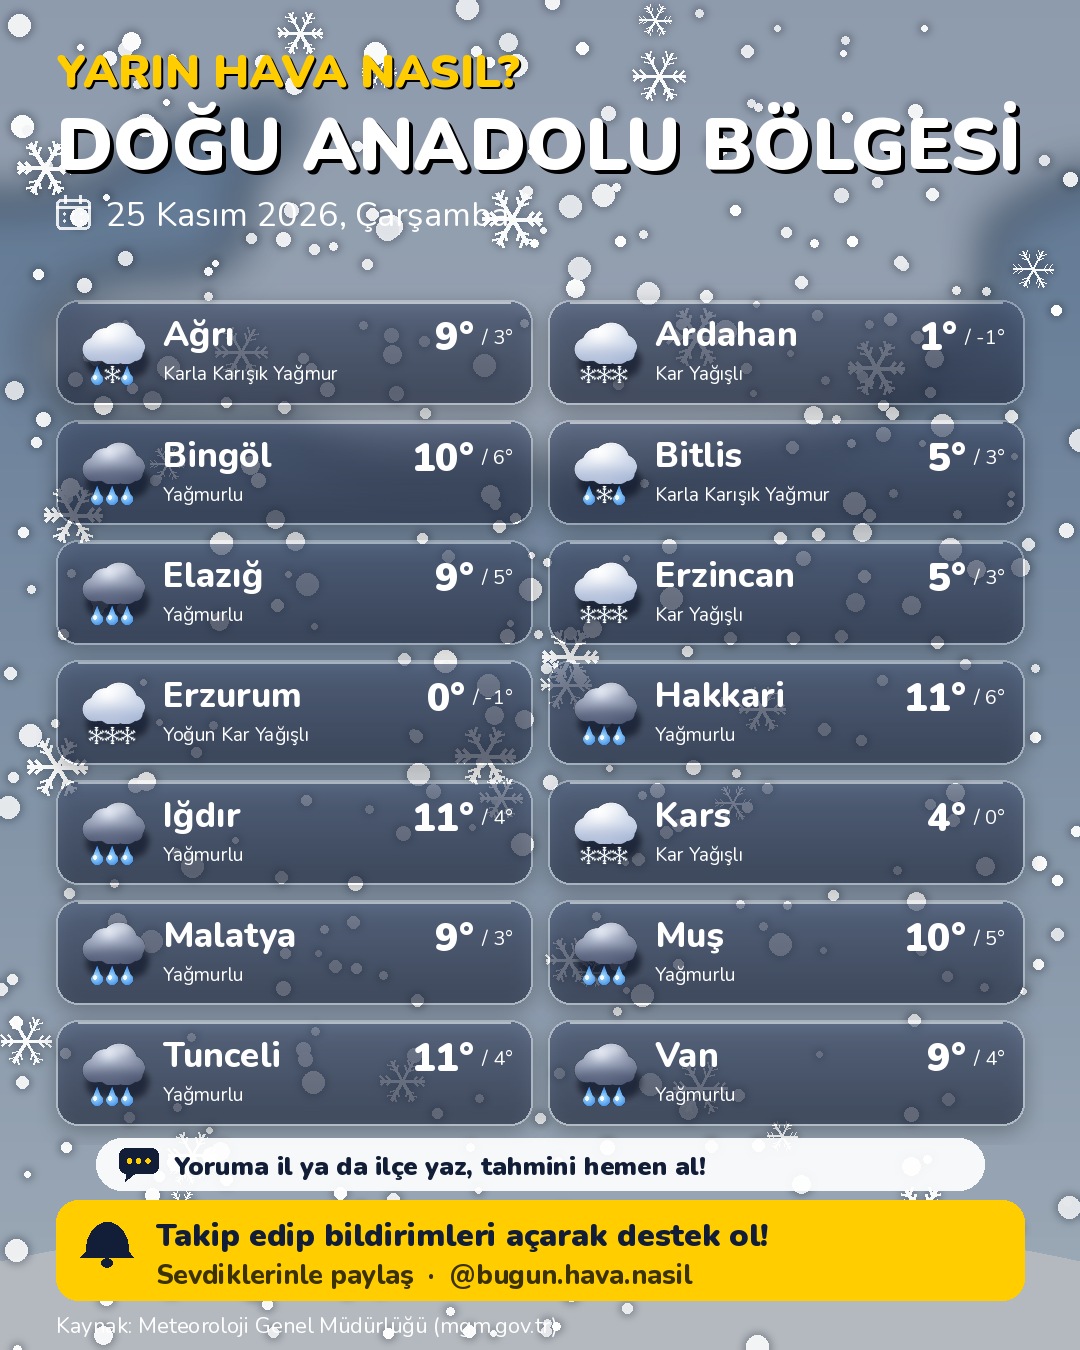 YARIN HAVA NASIL?
DOĞU ANADOLU BÖLGESİ
25 Kasım 2026, Çarşamba
Ağrı 9° / 3°
Karla Karışık Yağmur
Ardahan 1° / -1°
Kar Yağışlı
Bingöl 10° / 6°
Yağmurlu
Bitlis 5° / 3°
Karla Karışık Yağmur
Elazığ 9° / 5°
Yağmurlu
Erzincan 5° / 3°
Kar Yağışlı
Erzurum 0° / -1°
Yoğun Kar Yağışlı
Hakkari 11° / 6°
Yağmurlu
Iğdır 11° / 4°
Yağmurlu
Kars 4° / 0°
Kar Yağışlı
Malatya 9° / 3°
Yağmurlu
Muş 10° / 5°
Yağmurlu
Tunceli 11° / 4°
Yağmurlu
Van 9° / 4°
Yağmurlu
Yoruma il ya da ilçe yaz, tahmini hemen al!
Takip edip bildirimleri açarak destek ol!
Sevdiklerinle paylaş · @bugun.hava.nasil
Kaynak: Meteoroloji Genel Müdürlüğü (mgm.gov.tr)